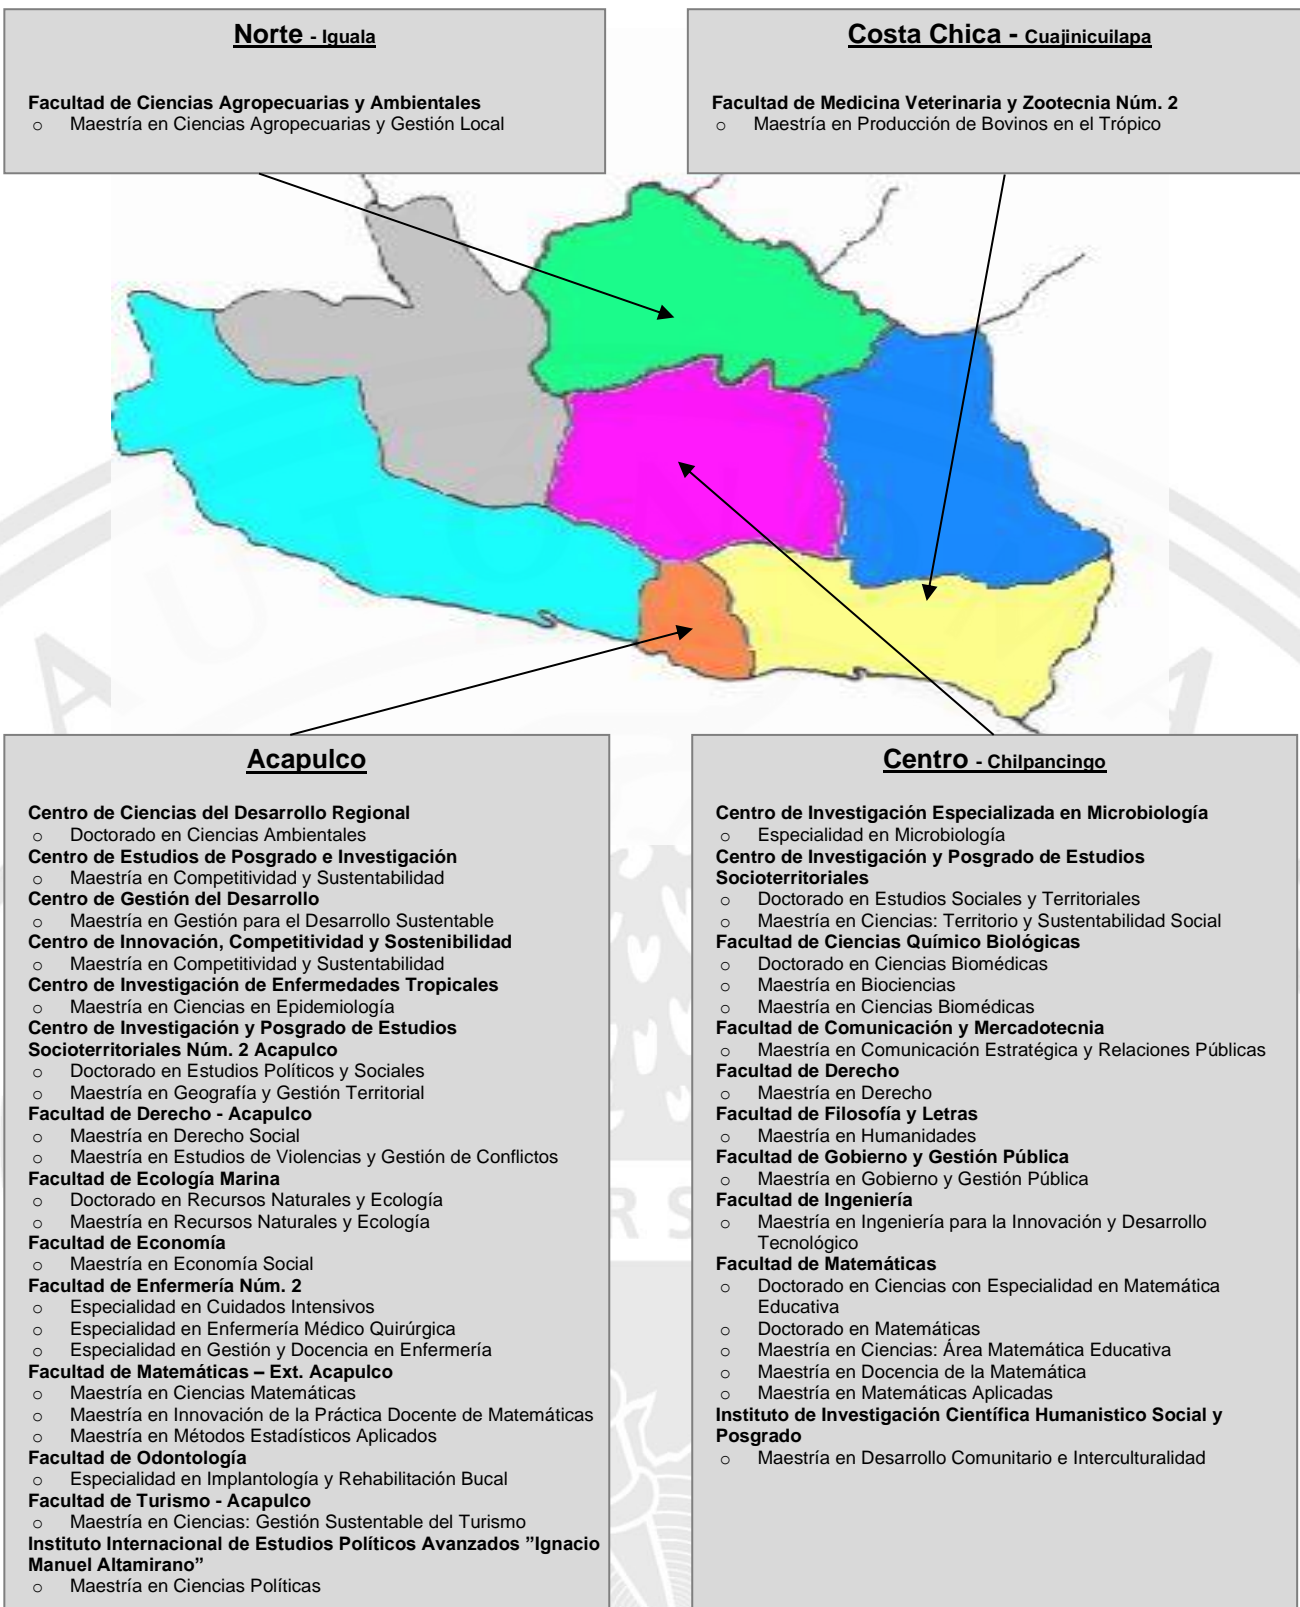 Norte - Iguala
Facultad de Ciencias Agropecuarias y Ambientales
o Maestría en Ciencias Agropecuarias y Gestión Local
Costa Chica - Cuajinicuilapa
Facultad de Medicina Veterinaria y Zootecnia Núm. 2
o Maestría en Producción de Bovinos en el Trópico
AUTÓNOMA
Acapulco
Centro de Ciencias del Desarrollo Regional
o Doctorado en Ciencias Ambientales
Centro de Estudios de Posgrado e Investigación
o Maestría en Competitividad y Sustentabilidad
Centro de Gestión del Desarrollo
o Maestría en Gestión para el Desarrollo Sustentable
Centro de Innovación, Competitividad y Sostenibilidad
o Maestría en Competitividad y Sustentabilidad
Centro de Investigación de Enfermedades Tropicales
o Maestría en Ciencias en Epidemiología
Centro de Investigación y Posgrado de Estudios
Socioterritoriales Núm. 2 Acapulco
o Doctorado en Estudios Políticos y Sociales
o Maestría en Geografía y Gestión Territorial
Facultad de Derecho - Acapulco
o Maestría en Derecho Social
o Maestría en Estudios de Violencias y Gestión de Conflictos
Facultad de Ecología Marina
o Doctorado en Recursos Naturales y Ecología
o Maestría en Recursos Naturales y Ecología
Facultad de Economía
o Maestría en Economía Social
Facultad de Enfermería Núm. 2
o Especialidad en Cuidados Intensivos
o Especialidad en Enfermería Médico Quirúrgica
o Especialidad en Gestión y Docencia en Enfermería
Facultad de Matemáticas – Ext. Acapulco
o Maestría en Ciencias Matemáticas
o Maestría en Innovación de la Práctica Docente de Matemáticas
o Maestría en Métodos Estadísticos Aplicados
Facultad de Odontología
o Especialidad en Implantología y Rehabilitación Bucal
Facultad de Turismo - Acapulco
o Maestría en Ciencias: Gestión Sustentable del Turismo
Instituto Internacional de Estudios Políticos Avanzados ”Ignacio
Manuel Altamirano”
o Maestría en Ciencias Políticas
Centro - Chilpancingo
Centro de Investigación Especializada en Microbiología
o Especialidad en Microbiología
Centro de Investigación y Posgrado de Estudios
Socioterritoriales
o Doctorado en Estudios Sociales y Territoriales
o Maestría en Ciencias: Territorio y Sustentabilidad Social
Facultad de Ciencias Químico Biológicas
o Doctorado en Ciencias Biomédicas
o Maestría en Biociencias
o Maestría en Ciencias Biomédicas
Facultad de Comunicación y Mercadotecnia
o Maestría en Comunicación Estratégica y Relaciones Públicas
Facultad de Derecho
o Maestría en Derecho
Facultad de Filosofía y Letras
o Maestría en Humanidades
Facultad de Gobierno y Gestión Pública
o Maestría en Gobierno y Gestión Pública
Facultad de Ingeniería
o Maestría en Ingeniería para la Innovación y Desarrollo
Tecnológico
Facultad de Matemáticas
o Doctorado en Ciencias con Especialidad en Matemática
Educativa
o Doctorado en Matemáticas
o Maestría en Ciencias: Área Matemática Educativa
o Maestría en Docencia de la Matemática
o Maestría en Matemáticas Aplicadas
Instituto de Investigación Científica Humanistico Social y
Posgrado
o Maestría en Desarrollo Comunitario e Interculturalidad